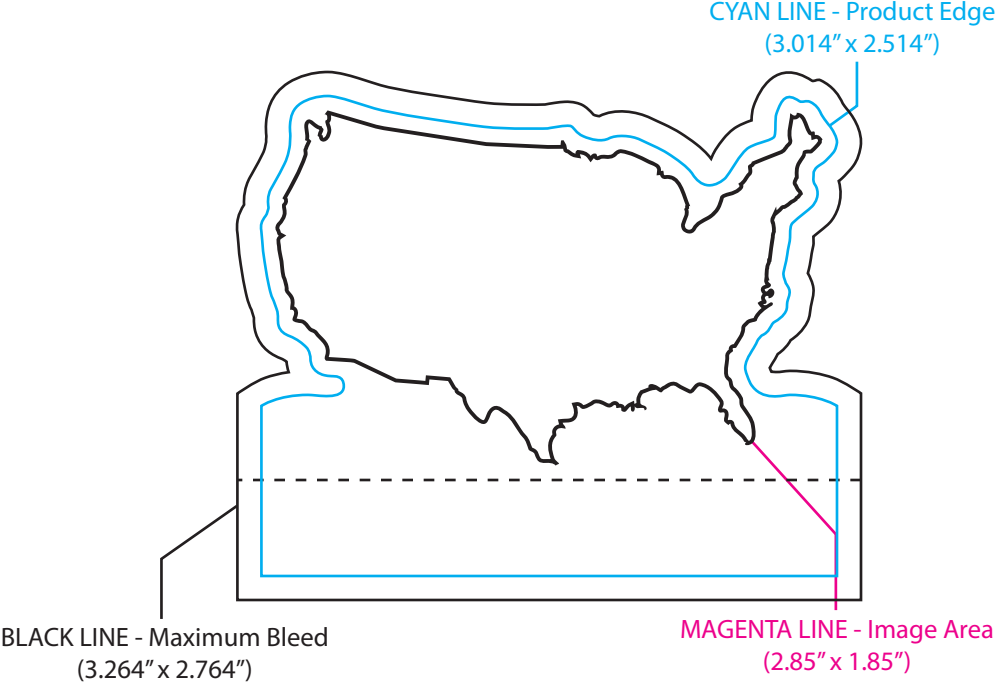 CYAN LINE - Product Edge
(3.014” x 2.514”)
BLACK LINE - Maximum Bleed
(3.264” x 2.764”)
MAGENTA LINE - Image Area
(2.85” x 1.85”)